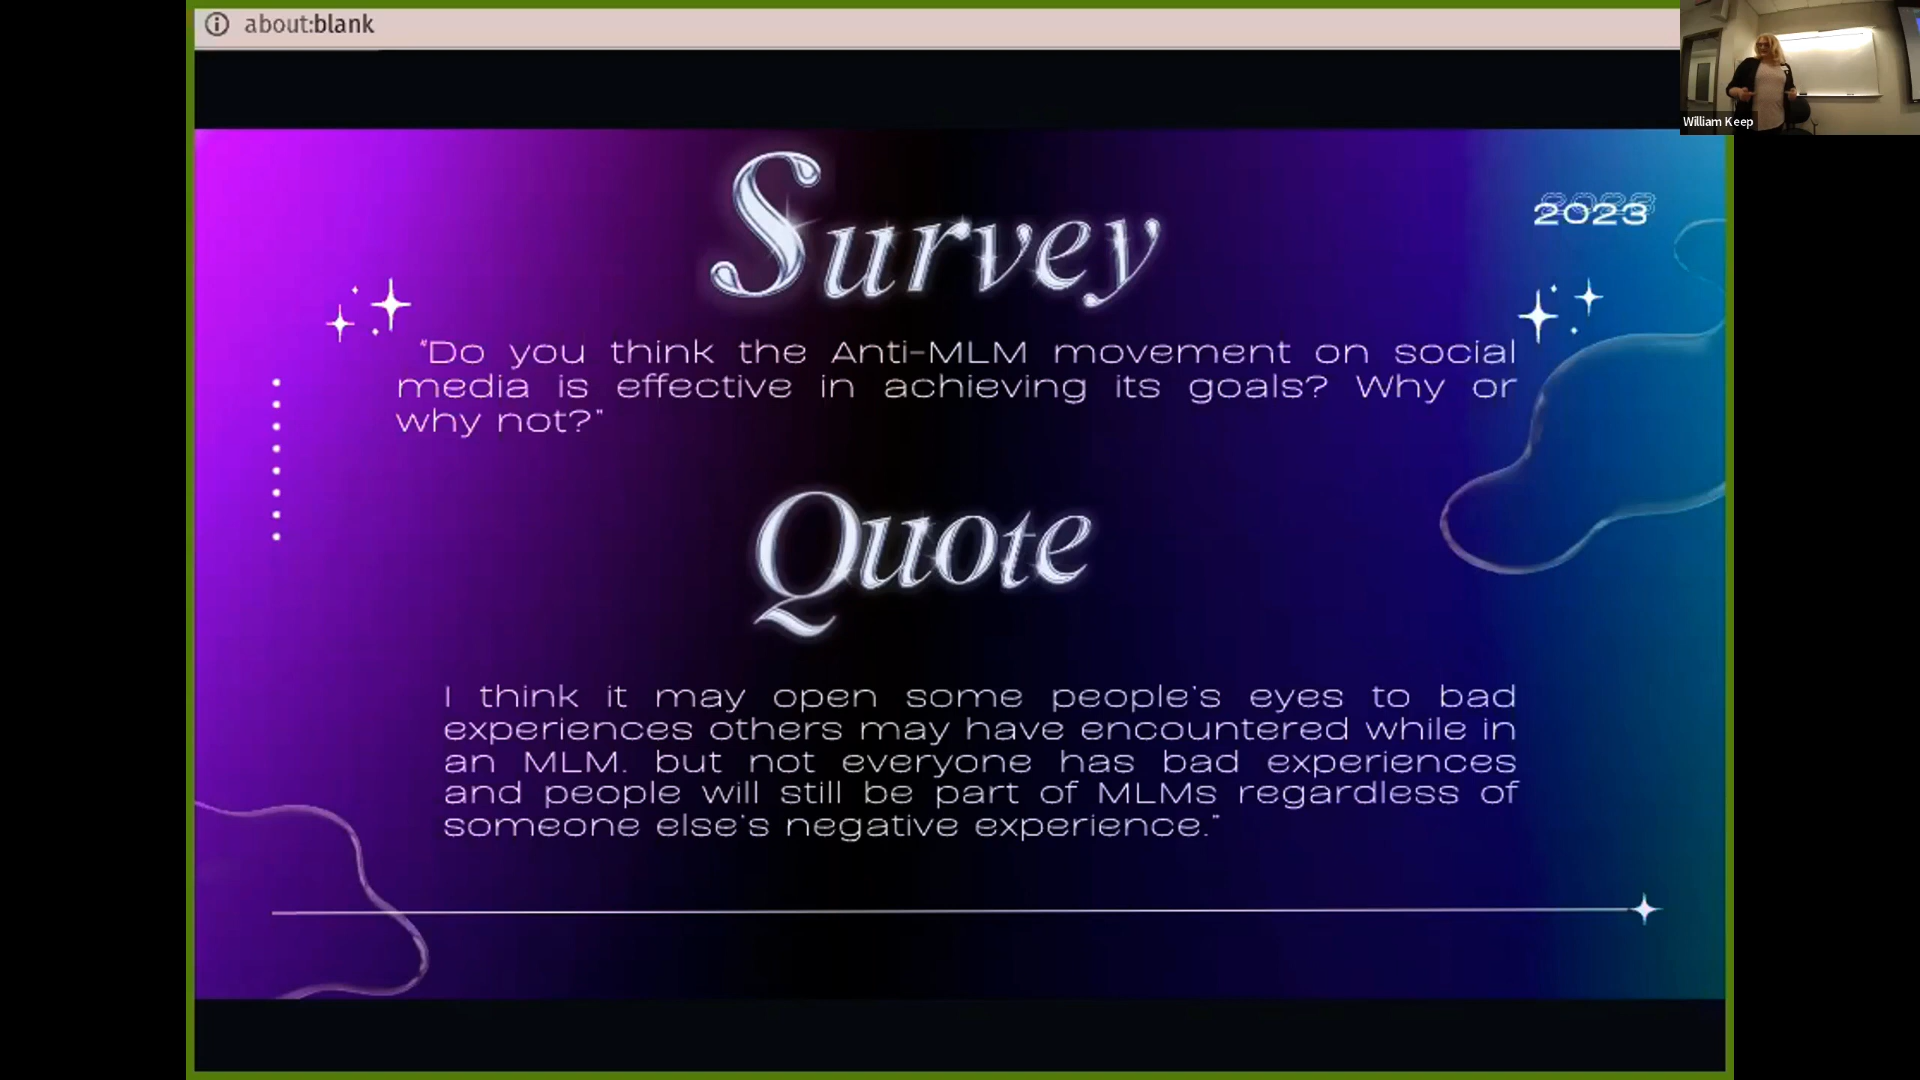 about:blank
William Keep
Survey
2023
"Do you think the Anti-MLM movement on social
media is effective in achieving its goals? Why or
why not?"
Quote
I think it may open some people's eyes to bad
experiences others may have encountered while in
an MLM. but not everyone has bad experiences
and people will still be part of MLMs regardless of
someone else's negative experience."